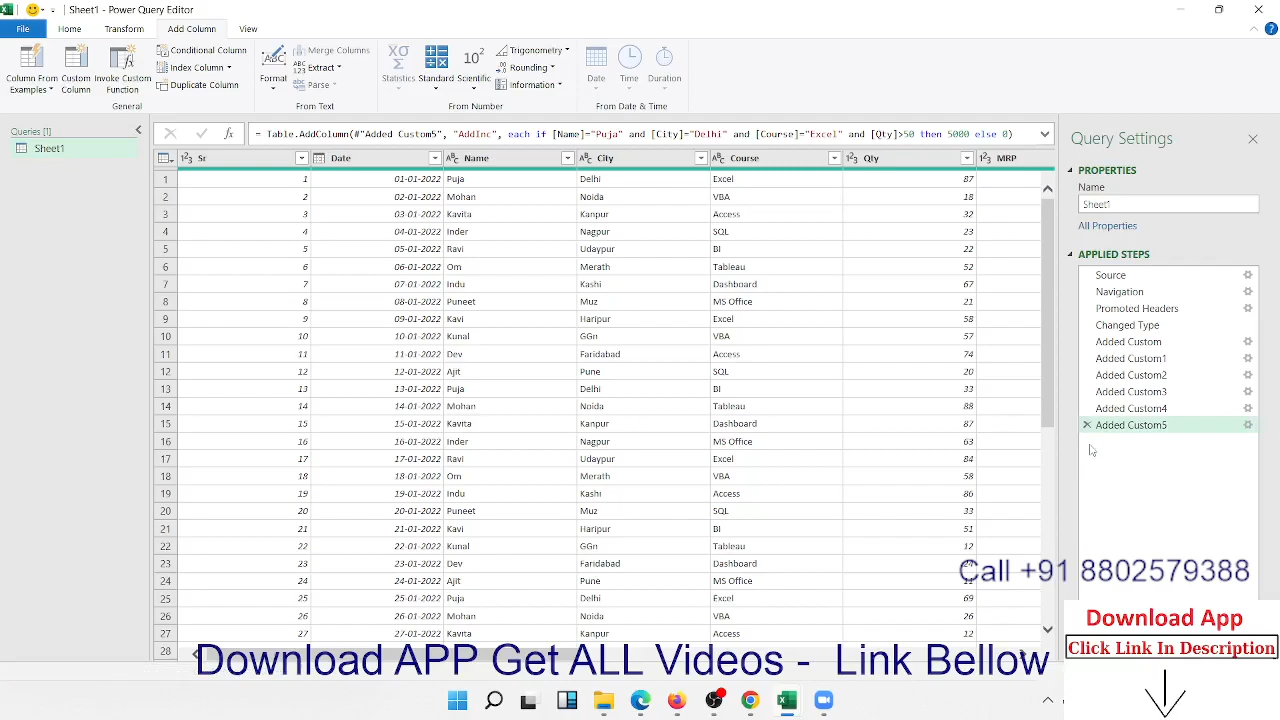 Sheet1 - Power Query Editor
File Home Transform Add Column View
Column From Examples
Custom Column
Invoke Custom Function
Conditional Column
Index Column
Duplicate Column
General
Format
Merge Columns
Extract
Parse
From Text
Statistics
Standard
Scientific
Trigonometry
Rounding
Information
From Number
Date
Time
Duration
From Date & Time
Queries [1]
Sheet1
= Table.AddColumn(#"Added Custom5", "AddInc", each if [Name]="Puja" and [City]="Delhi" and [Course]="Excel" and [Qty]>50 then 5000 else 0)
Sr Date Name City Course Qty MRP
1 1 01-01-2022 Puja Delhi Excel 87
2 2 02-01-2022 Mohan Noida VBA 18
3 3 03-01-2022 Kavita Kanpur Access 32
4 4 04-01-2022 Inder Nagpur SQL 23
5 5 05-01-2022 Ravi Udaypur BI 22
6 6 06-01-2022 Om Merath Tableau 52
7 7 07-01-2022 Indu Kashi Dashboard 67
8 8 08-01-2022 Puneet Muz MS Office 21
9 9 09-01-2022 Kavi Haripur Excel 58
10 10 10-01-2022 Kunal GGn VBA 57
11 11 11-01-2022 Dev Faridabad Access 74
12 12 12-01-2022 Ajit Pune SQL 20
13 13 13-01-2022 Puja Delhi BI 33
14 14 14-01-2022 Mohan Noida Tableau 88
15 15 15-01-2022 Kavita Kanpur Dashboard 87
16 16 16-01-2022 Inder Nagpur MS Office 63
17 17 17-01-2022 Ravi Udaypur Excel 84
18 18 18-01-2022 Om Merath VBA 58
19 19 19-01-2022 Indu Kashi Access 86
20 20 20-01-2022 Puneet Muz SQL 33
21 21 21-01-2022 Kavi Haripur BI 51
22 22 22-01-2022 Kunal GGn Tableau 12
23 23 23-01-2022 Dev Faridabad Dashboard
24 24 24-01-2022 Ajit Pune MS Office
25 25 25-01-2022 Puja Delhi Excel 69
26 26 26-01-2022 Mohan Noida VBA 26
27 27 27-01-2022 Kavita Kanpur Access 12
28
Query Settings
PROPERTIES
Name
Sheet1
All Properties
APPLIED STEPS
Source
Navigation
Promoted Headers
Changed Type
Added Custom
Added Custom1
Added Custom2
Added Custom3
Added Custom4
Added Custom5
Call +91 8802579388
Download App
Click Link In Description
Download APP Get ALL Videos - Link Bellow